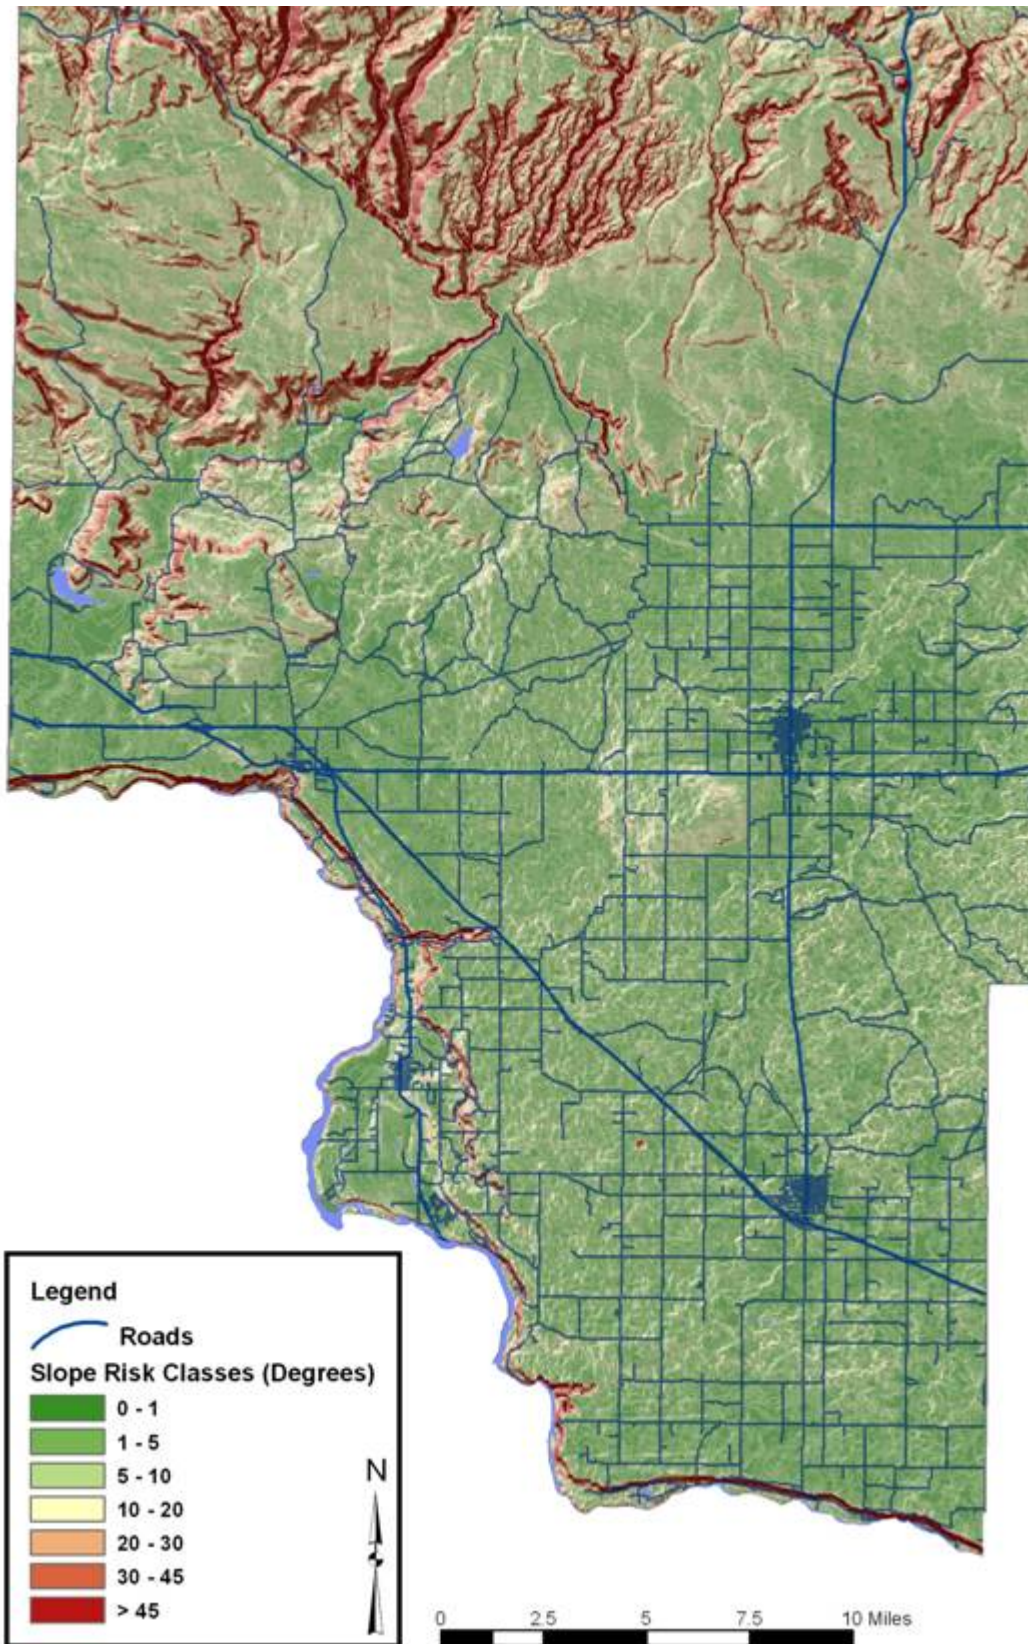 Legend
Roads
Slope Risk Classes (Degrees)
0 - 1
1 - 5
5 - 10
10 - 20
20 - 30
30 - 45
> 45
N
0 2.5 5 7.5 10 Miles